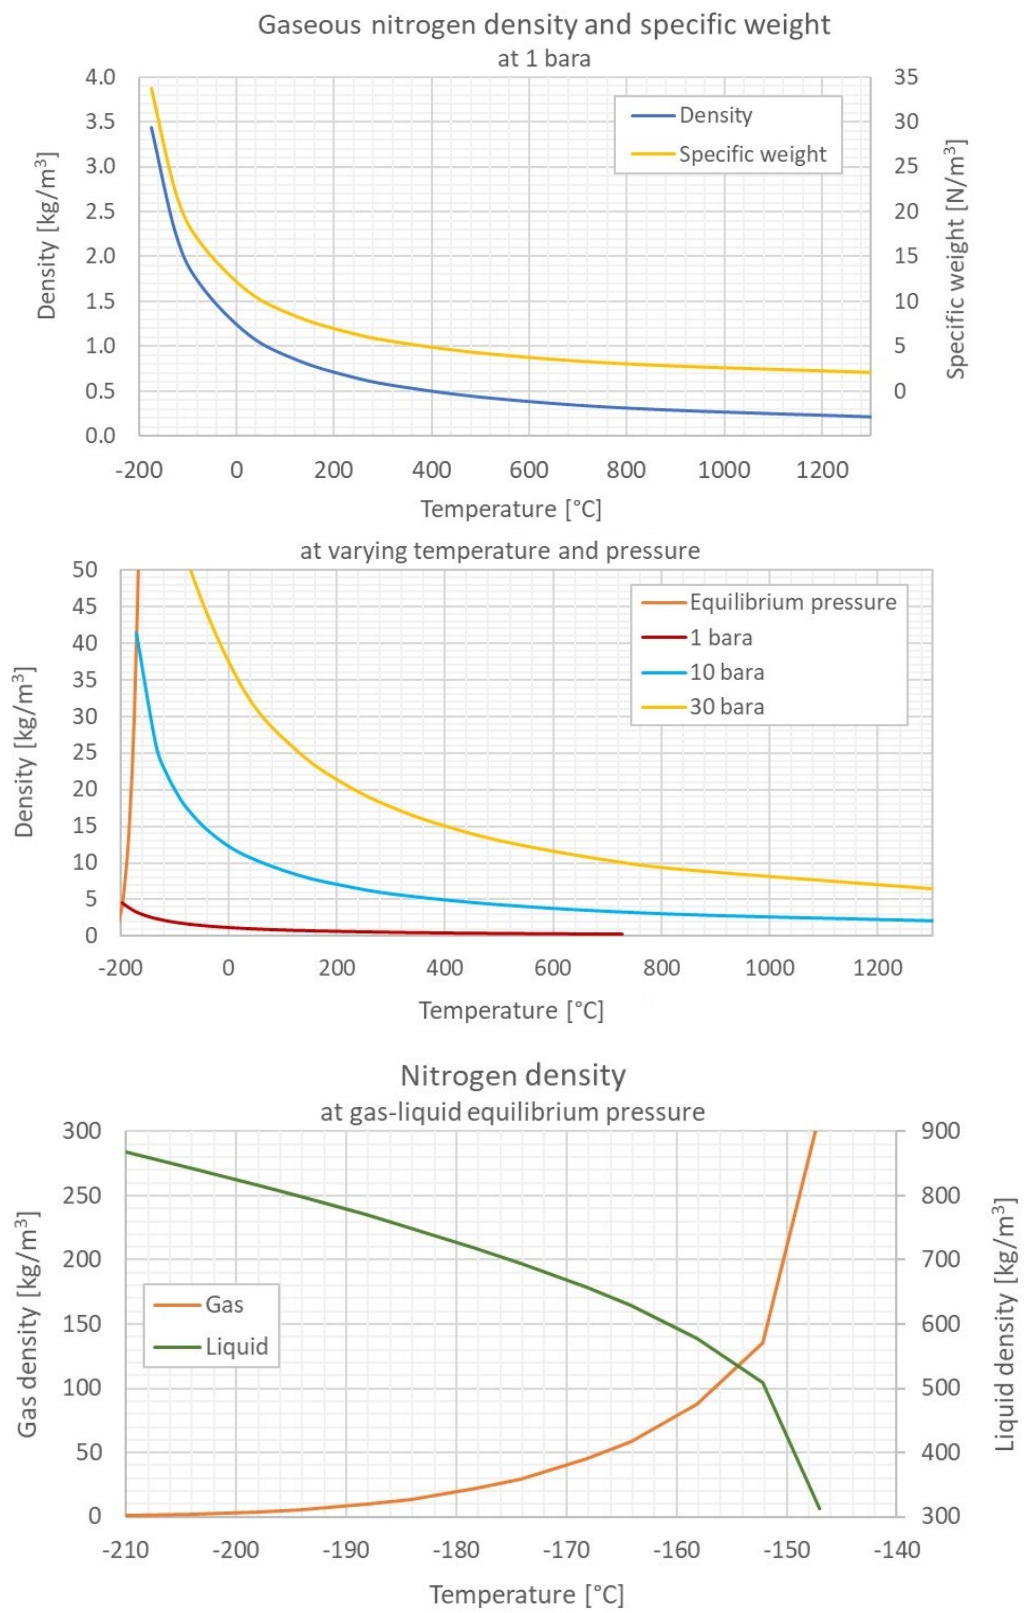 Gaseous nitrogen density and specific weight
at 1 bara
4.0
3.5
3.0
2.5
2.0
1.5
1.0
0.5
0.0
Density [kg/m³]
Density
Specific weight
35
30
25
20
15
10
5
0
Specific weight [N/m³]
-200 0 200 400 600 800 1000 1200
Temperature [°C]
at varying temperature and pressure
50
45
40
35
30
25
20
15
10
5
0
Density [kg/m³]
Equilibrium pressure
1 bara
10 bara
30 bara
-200 0 200 400 600 800 1000 1200
Temperature [°C]
Nitrogen density
at gas-liquid equilibrium pressure
300
250
200
150
100
50
0
Gas density [kg/m³]
Gas
Liquid
900
800
700
600
500
400
300
Liquid density [kg/m³]
-210 -200 -190 -180 -170 -160 -150 -140
Temperature [°C]